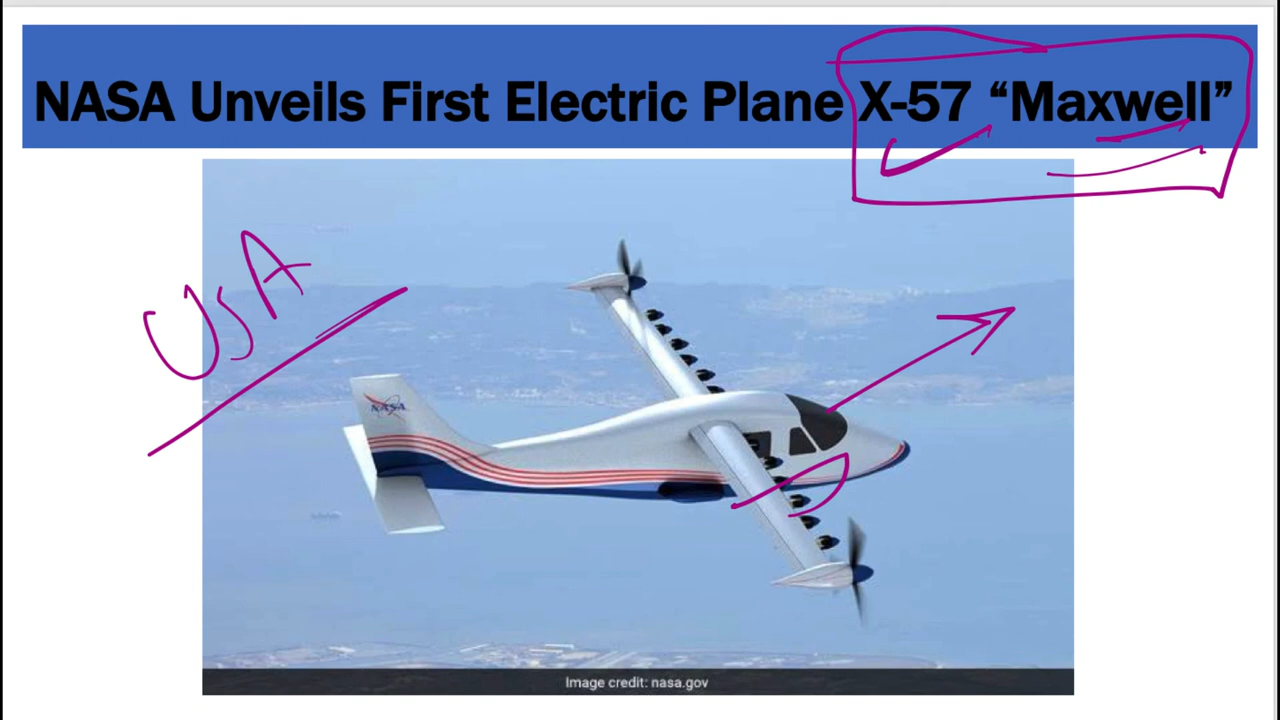 NASA Unveils First Electric Plane X-57 “Maxwell”
USA
NASA
Image credit: nasa.gov